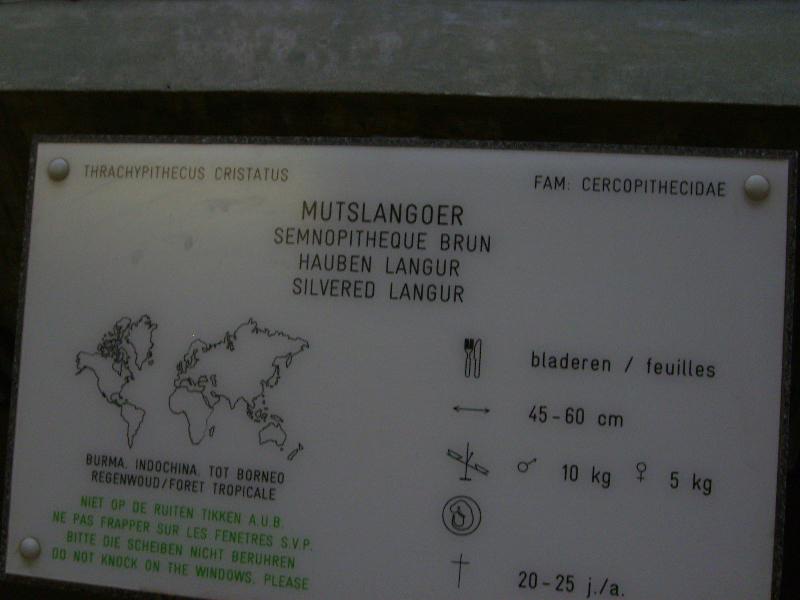 THRACHYPITHECUS CRISTATUS
FAM: CERCOPITHECIDAE
MUTSLANGOER
SEMNOPITHEQUE BRUN
HAUBEN LANGUR
SILVERED LANGUR
bladeren / feuilles
45-60 cm
♂ 10 kg ♀ 5 kg
20-25 j./a.
BURMA, INDOCHINA, TOT BORNEO
REGENWOUD/FORET TROPICALE
NIET OP DE RUITEN TIKKEN A.U.B.
NE PAS FRAPPER SUR LES FENETRES S.V.P.
BITTE DIE SCHEIBEN NICHT BERUHREN
DO NOT KNOCK ON THE WINDOWS, PLEASE